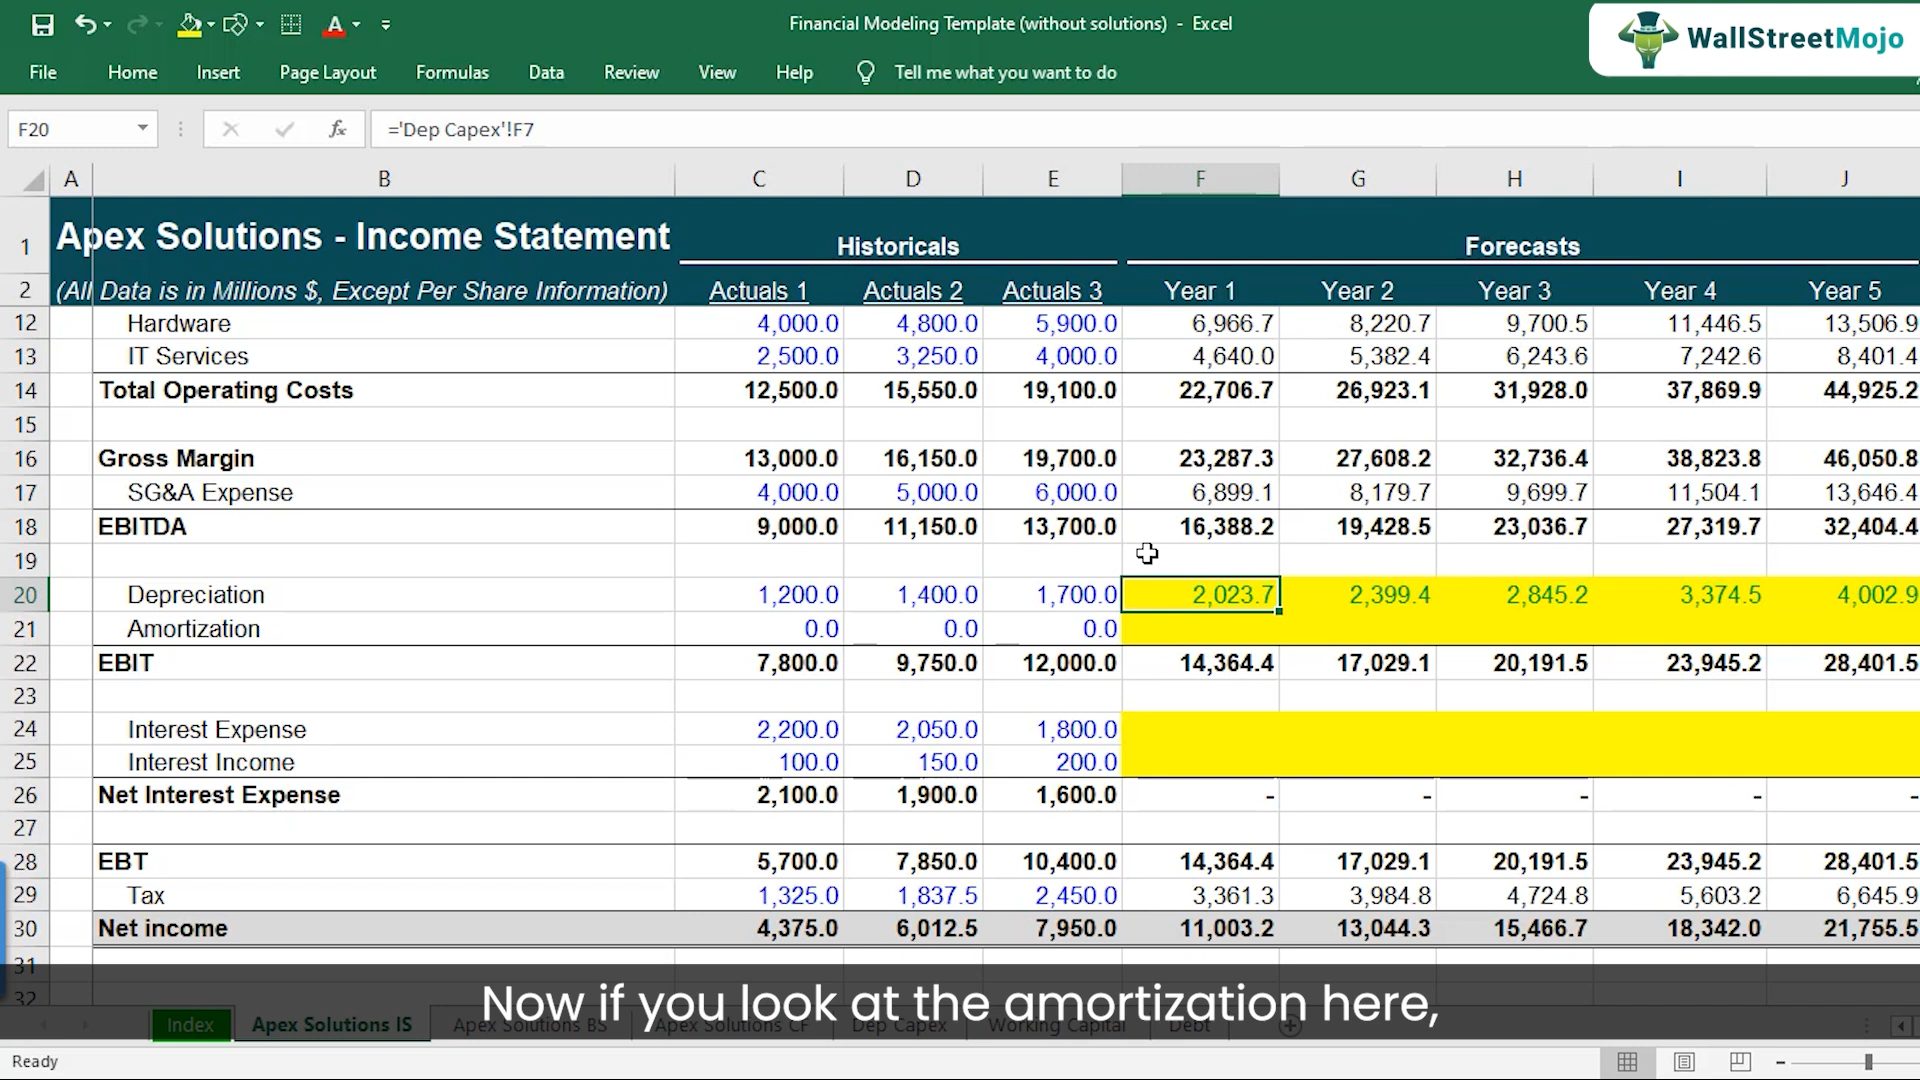 Financial Modeling Template (without solutions) - Excel
WallStreetMojo
File Home Insert Page Layout Formulas Data Review View Help Tell me what you want to do
F20 fx ='Dep Capex'!F7
A B C D E F G H I J
1 Apex Solutions - Income Statement Historicals Forecasts
2 (All Data is in Millions $, Except Per Share Information) Actuals 1 Actuals 2 Actuals 3 Year 1 Year 2 Year 3 Year 4 Year 5
12 Hardware 4,000.0 4,800.0 5,900.0 6,966.7 8,220.7 9,700.5 11,446.5 13,506.9
13 IT Services 2,500.0 3,250.0 4,000.0 4,640.0 5,382.4 6,243.6 7,242.6 8,401.4
14 Total Operating Costs 12,500.0 15,550.0 19,100.0 22,706.7 26,923.1 31,928.0 37,869.9 44,925.2
15
16 Gross Margin 13,000.0 16,150.0 19,700.0 23,287.3 27,608.2 32,736.4 38,823.8 46,050.8
17 SG&A Expense 4,000.0 5,000.0 6,000.0 6,899.1 8,179.7 9,699.7 11,504.1 13,646.4
18 EBITDA 9,000.0 11,150.0 13,700.0 16,388.2 19,428.5 23,036.7 27,319.7 32,404.4
19
20 Depreciation 1,200.0 1,400.0 1,700.0 2,023.7 2,399.4 2,845.2 3,374.5 4,002.9
21 Amortization 0.0 0.0 0.0
22 EBIT 7,800.0 9,750.0 12,000.0 14,364.4 17,029.1 20,191.5 23,945.2 28,401.5
23
24 Interest Expense 2,200.0 2,050.0 1,800.0
25 Interest Income 100.0 150.0 200.0
26 Net Interest Expense 2,100.0 1,900.0 1,600.0 - - - - -
27
28 EBT 5,700.0 7,850.0 10,400.0 14,364.4 17,029.1 20,191.5 23,945.2 28,401.5
29 Tax 1,325.0 1,837.5 2,450.0 3,361.3 3,984.8 4,724.8 5,603.2 6,645.9
30 Net income 4,375.0 6,012.5 7,950.0 11,003.2 13,044.3 15,466.7 18,342.0 21,755.5
31
32
Now if you look at the amortization here,
Index Apex Solutions IS Apex Solutions BS Apex Solutions CF Dep Capex Working Capital Debt
Ready